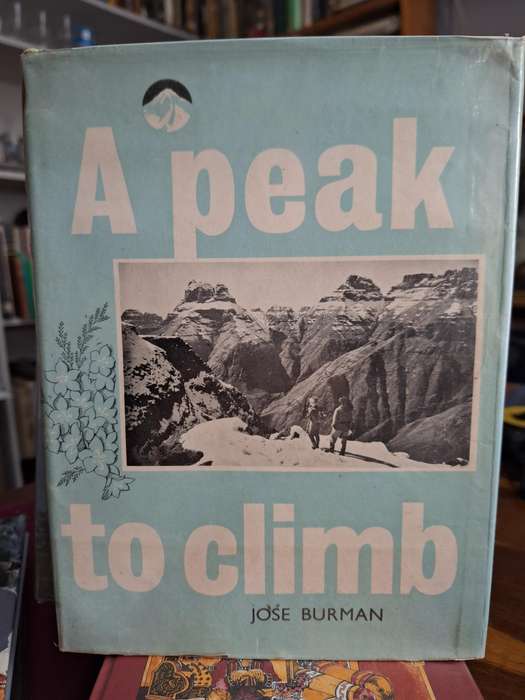 A peak
to climb
JOSE BURMAN